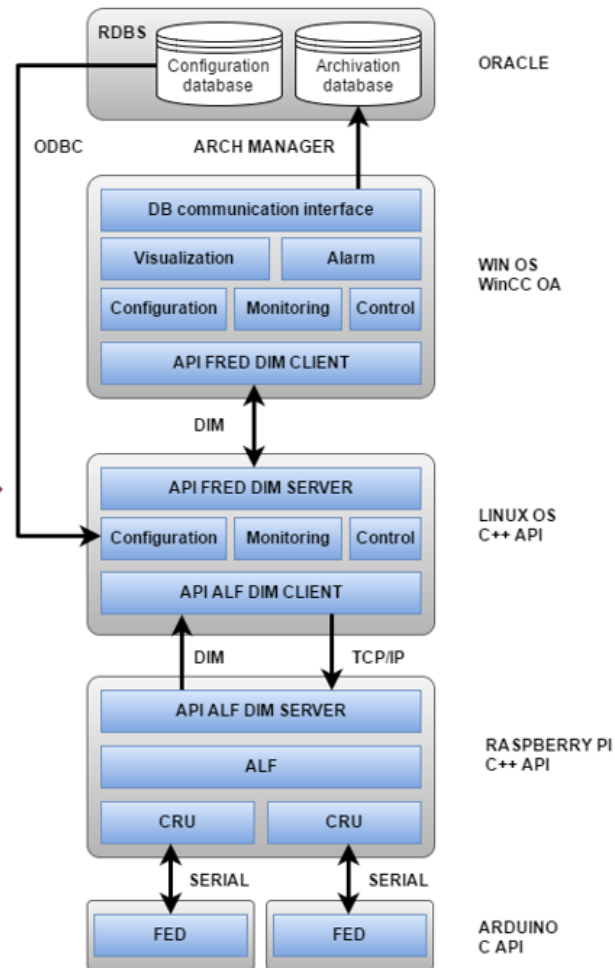 RDBS
Configuration
database
Archivation
database
ORACLE
ODBC
ARCH MANAGER
DB communication interface
Visualization
Alarm
Configuration
Monitoring
Control
API FRED DIM CLIENT
WIN OS
WinCC OA
DIM
API FRED DIM SERVER
Configuration
Monitoring
Control
API ALF DIM CLIENT
LINUX OS
C++ API
DIM
TCP/IP
API ALF DIM SERVER
ALF
CRU
CRU
RASPBERRY PI
C++ API
SERIAL
SERIAL
FED
FED
ARDUINO
C API